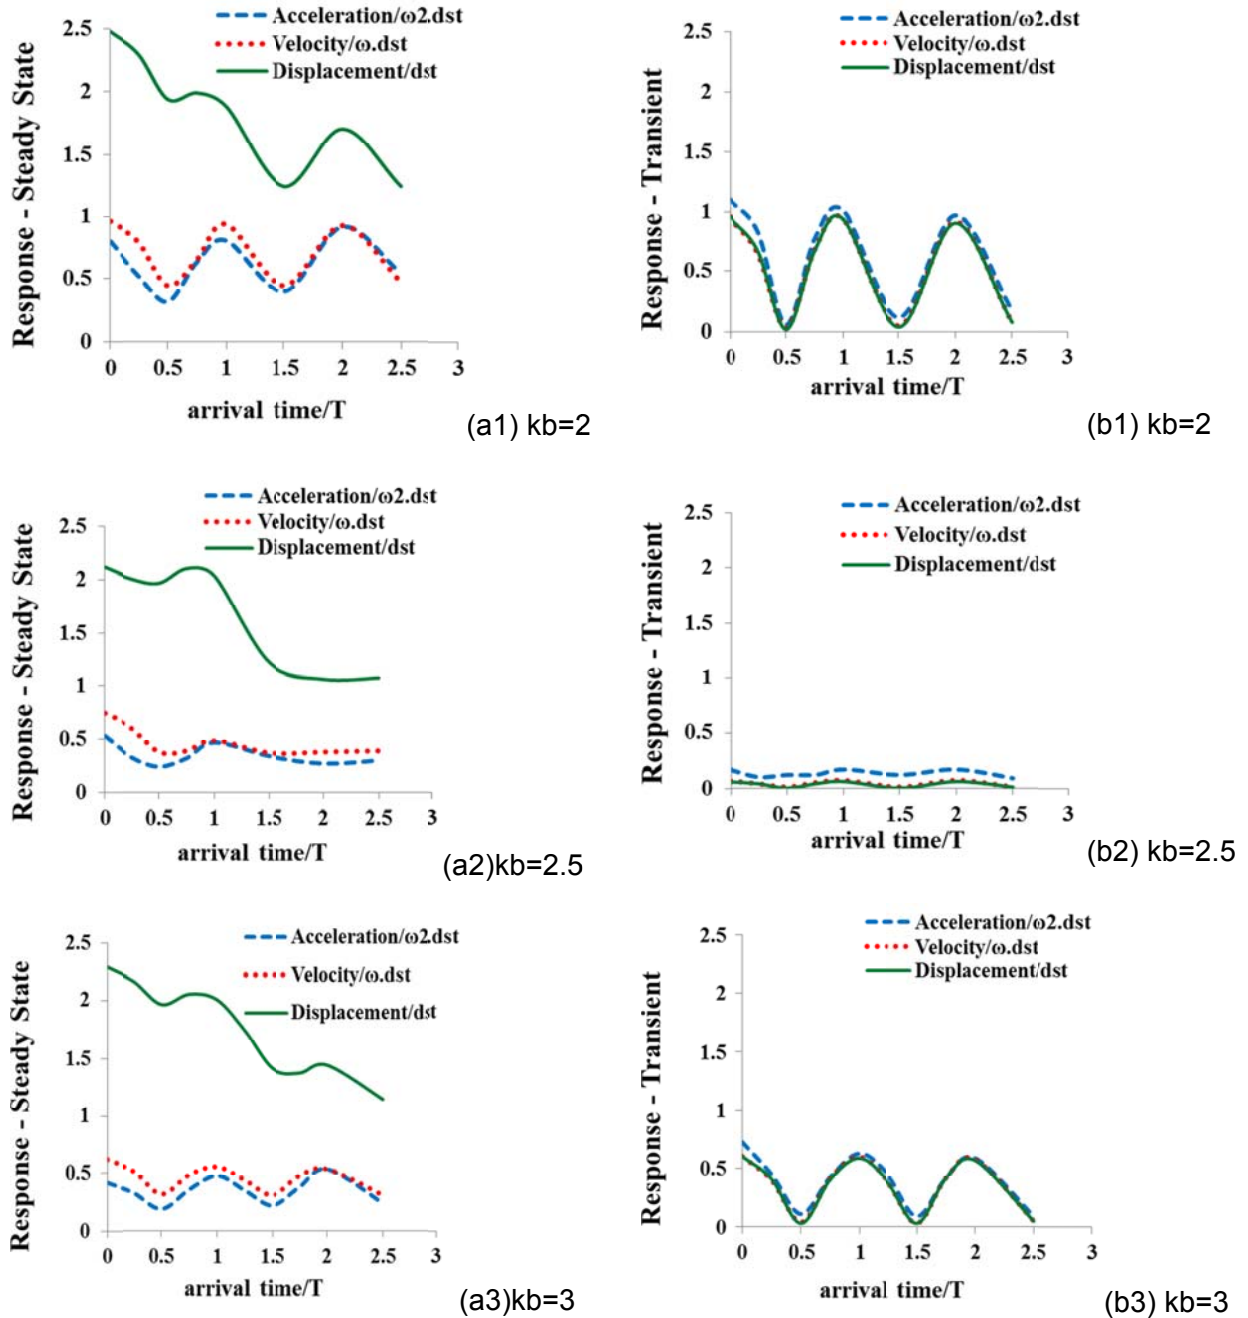 Acceleration/ω2.dst
Velocity/ω.dst
Displacement/dst
Response - Steady State
2.5
2
1.5
1
0.5
0
0 0.5 1 1.5 2 2.5 3
arrival time/T
(a1) kb=2
Acceleration/ω2.dst
Velocity/ω.dst
Displacement/dst
Response - Transient
2.5
2
1.5
1
0.5
0
0 0.5 1 1.5 2 2.5 3
arrival time/T
(b1) kb=2
Acceleration/ω2.dst
Velocity/ω.dst
Displacement/dst
Response - Steady State
2.5
2
1.5
1
0.5
0
0 0.5 1 1.5 2 2.5 3
arrival time/T
(a2)kb=2.5
Acceleration/ω2.dst
Velocity/ω.dst
Displacement/dst
Response - Transient
2.5
2
1.5
1
0.5
0
0 0.5 1 1.5 2 2.5 3
arrival time/T
(b2) kb=2.5
Acceleration/ω2.dst
Velocity/ω.dst
Displacement/dst
Response - Steady State
2.5
2
1.5
1
0.5
0
0 0.5 1 1.5 2 2.5 3
arrival time/T
(a3)kb=3
Acceleration/ω2.dst
Velocity/ω.dst
Displacement/dst
Response - Transient
2.5
2
1.5
1
0.5
0
0 0.5 1 1.5 2 2.5 3
arrival time/T
(b3) kb=3